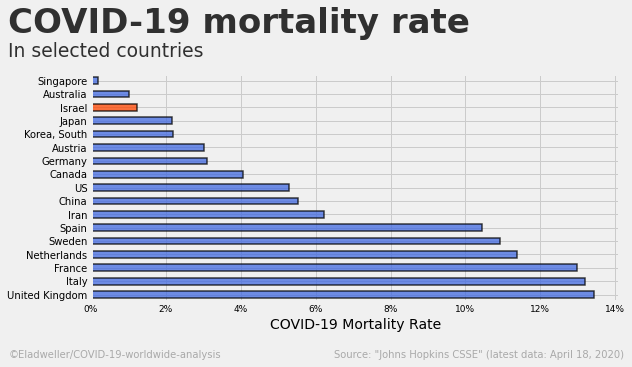 COVID-19 mortality rate
In selected countries
Singapore
Australia
Israel
Japan
Korea, South
Austria
Germany
Canada
US
China
Iran
Spain
Sweden
Netherlands
France
Italy
United Kingdom
0% 2% 4% 6% 8% 10% 12% 14%
COVID-19 Mortality Rate
©Eladweller/COVID-19-worldwide-analysis Source: "Johns Hopkins CSSE" (latest data: April 18, 2020)